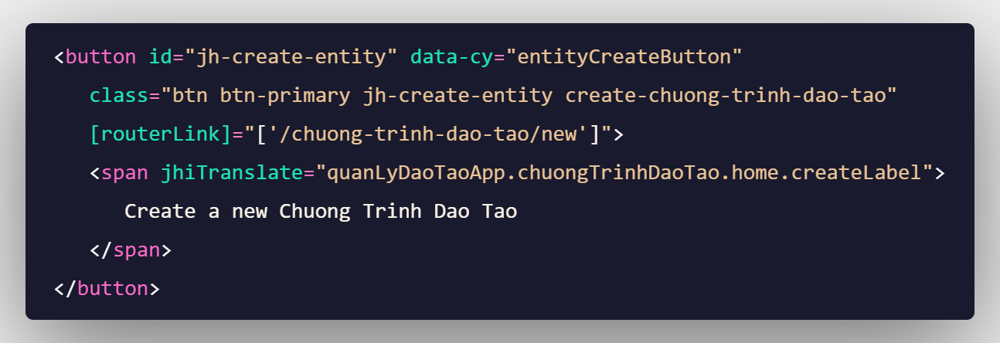 <button id="jh-create-entity" data-cy="entityCreateButton"
class="btn btn-primary jh-create-entity create-chuong-trinh-dao-tao"
[routerLink]="['/chuong-trinh-dao-tao/new']">
<span jhiTranslate="quanLyDaoTaoApp.chuongTrinhDaoTao.home.createLabel">
Create a new Chuong Trinh Dao Tao
</span>
</button>